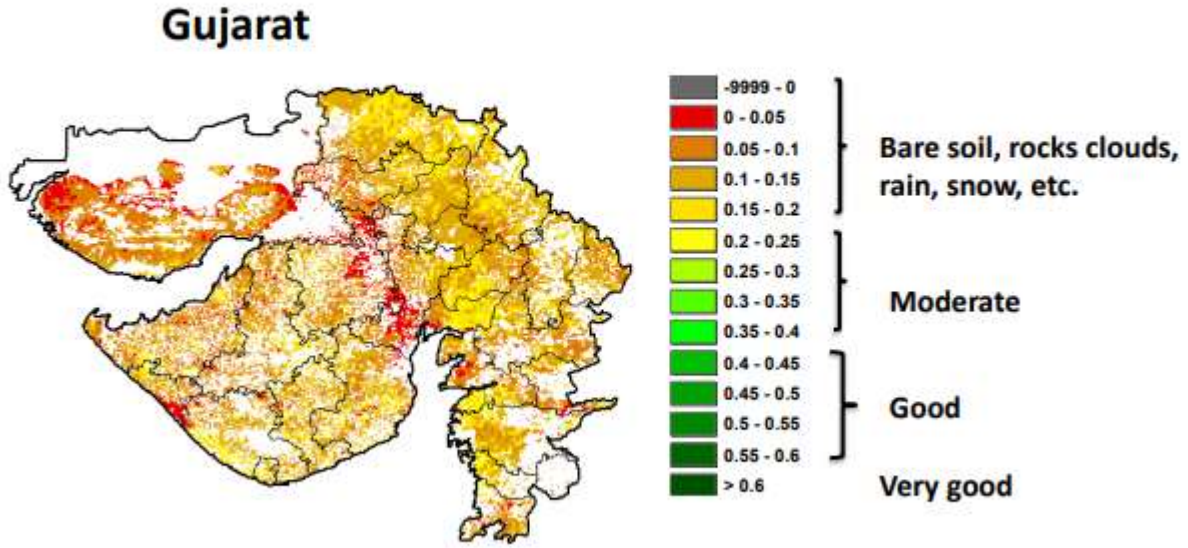 Gujarat
-9999 - 0
0 - 0.05
0.05 - 0.1
0.1 - 0.15
0.15 - 0.2
0.2 - 0.25
0.25 - 0.3
0.3 - 0.35
0.35 - 0.4
0.4 - 0.45
0.45 - 0.5
0.5 - 0.55
0.55 - 0.6
> 0.6
Bare soil, rocks clouds,
rain, snow, etc.
Moderate
Good
Very good